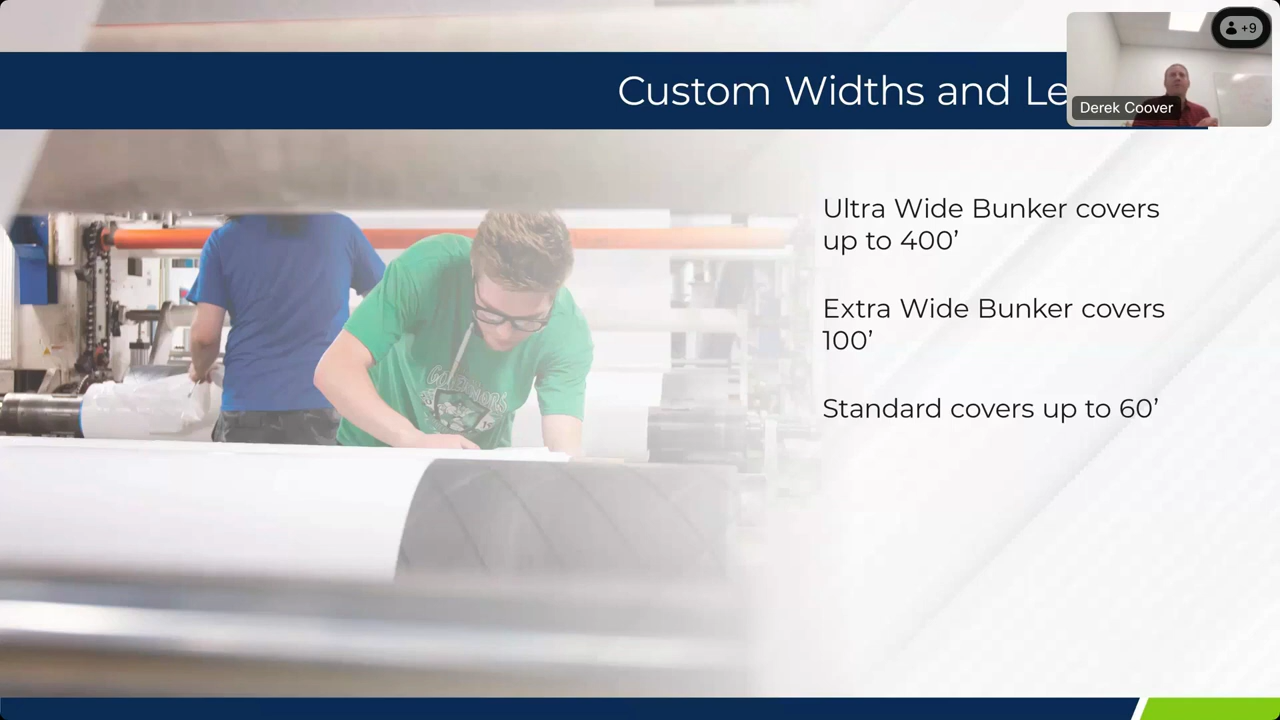 Custom Widths and Le
+9
Derek Coover
Ultra Wide Bunker covers
up to 400’
Extra Wide Bunker covers
100’
Standard covers up to 60’